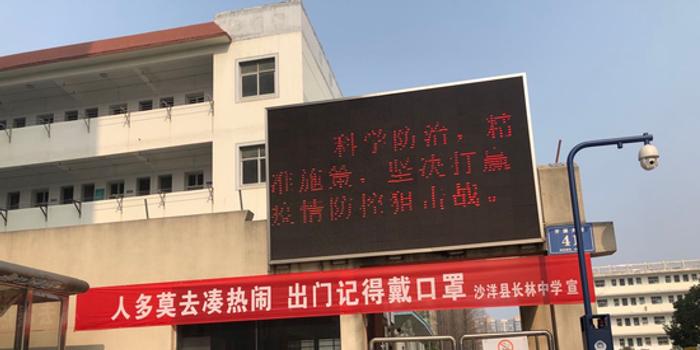 科学防治，精
准施策，坚决打赢
疫情防控狙击战。
人多莫去凑热闹 出门记得戴口罩 沙洋县长林中学宣
41